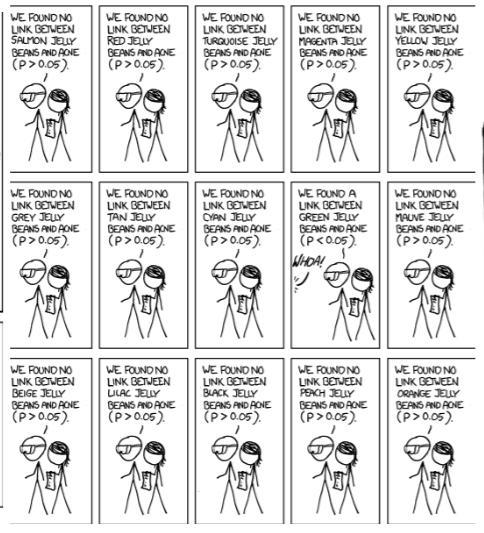 WE FOUND NO
LINK BETWEEN
SALMON JELLY
BEANS AND ACNE
(P > 0.05).
WE FOUND NO
LINK BETWEEN
RED JELLY
BEANS AND ACNE
(P > 0.05).
WE FOUND NO
LINK BETWEEN
TURQUOISE JELLY
BEANS AND ACNE
(P > 0.05).
WE FOUND NO
LINK BETWEEN
MAGENTA JELLY
BEANS AND ACNE
(P > 0.05).
WE FOUND NO
LINK BETWEEN
YELLOW JELLY
BEANS AND ACNE
(P > 0.05).
WE FOUND NO
LINK BETWEEN
GREY JELLY
BEANS AND ACNE
(P > 0.05).
WE FOUND NO
LINK BETWEEN
TAN JELLY
BEANS AND ACNE
(P > 0.05).
WE FOUND NO
LINK BETWEEN
CYAN JELLY
BEANS AND ACNE
(P > 0.05).
WE FOUND A
LINK BETWEEN
GREEN JELLY
BEANS AND ACNE
(P < 0.05).
WHOA!
WE FOUND NO
LINK BETWEEN
MAUVE JELLY
BEANS AND ACNE
(P > 0.05).
WE FOUND NO
LINK BETWEEN
BEIGE JELLY
BEANS AND ACNE
(P > 0.05).
WE FOUND NO
LINK BETWEEN
LILAC JELLY
BEANS AND ACNE
(P > 0.05).
WE FOUND NO
LINK BETWEEN
BLACK JELLY
BEANS AND ACNE
(P > 0.05).
WE FOUND NO
LINK BETWEEN
PEACH JELLY
BEANS AND ACNE
(P > 0.05).
WE FOUND NO
LINK BETWEEN
ORANGE JELLY
BEANS AND ACNE
(P > 0.05).